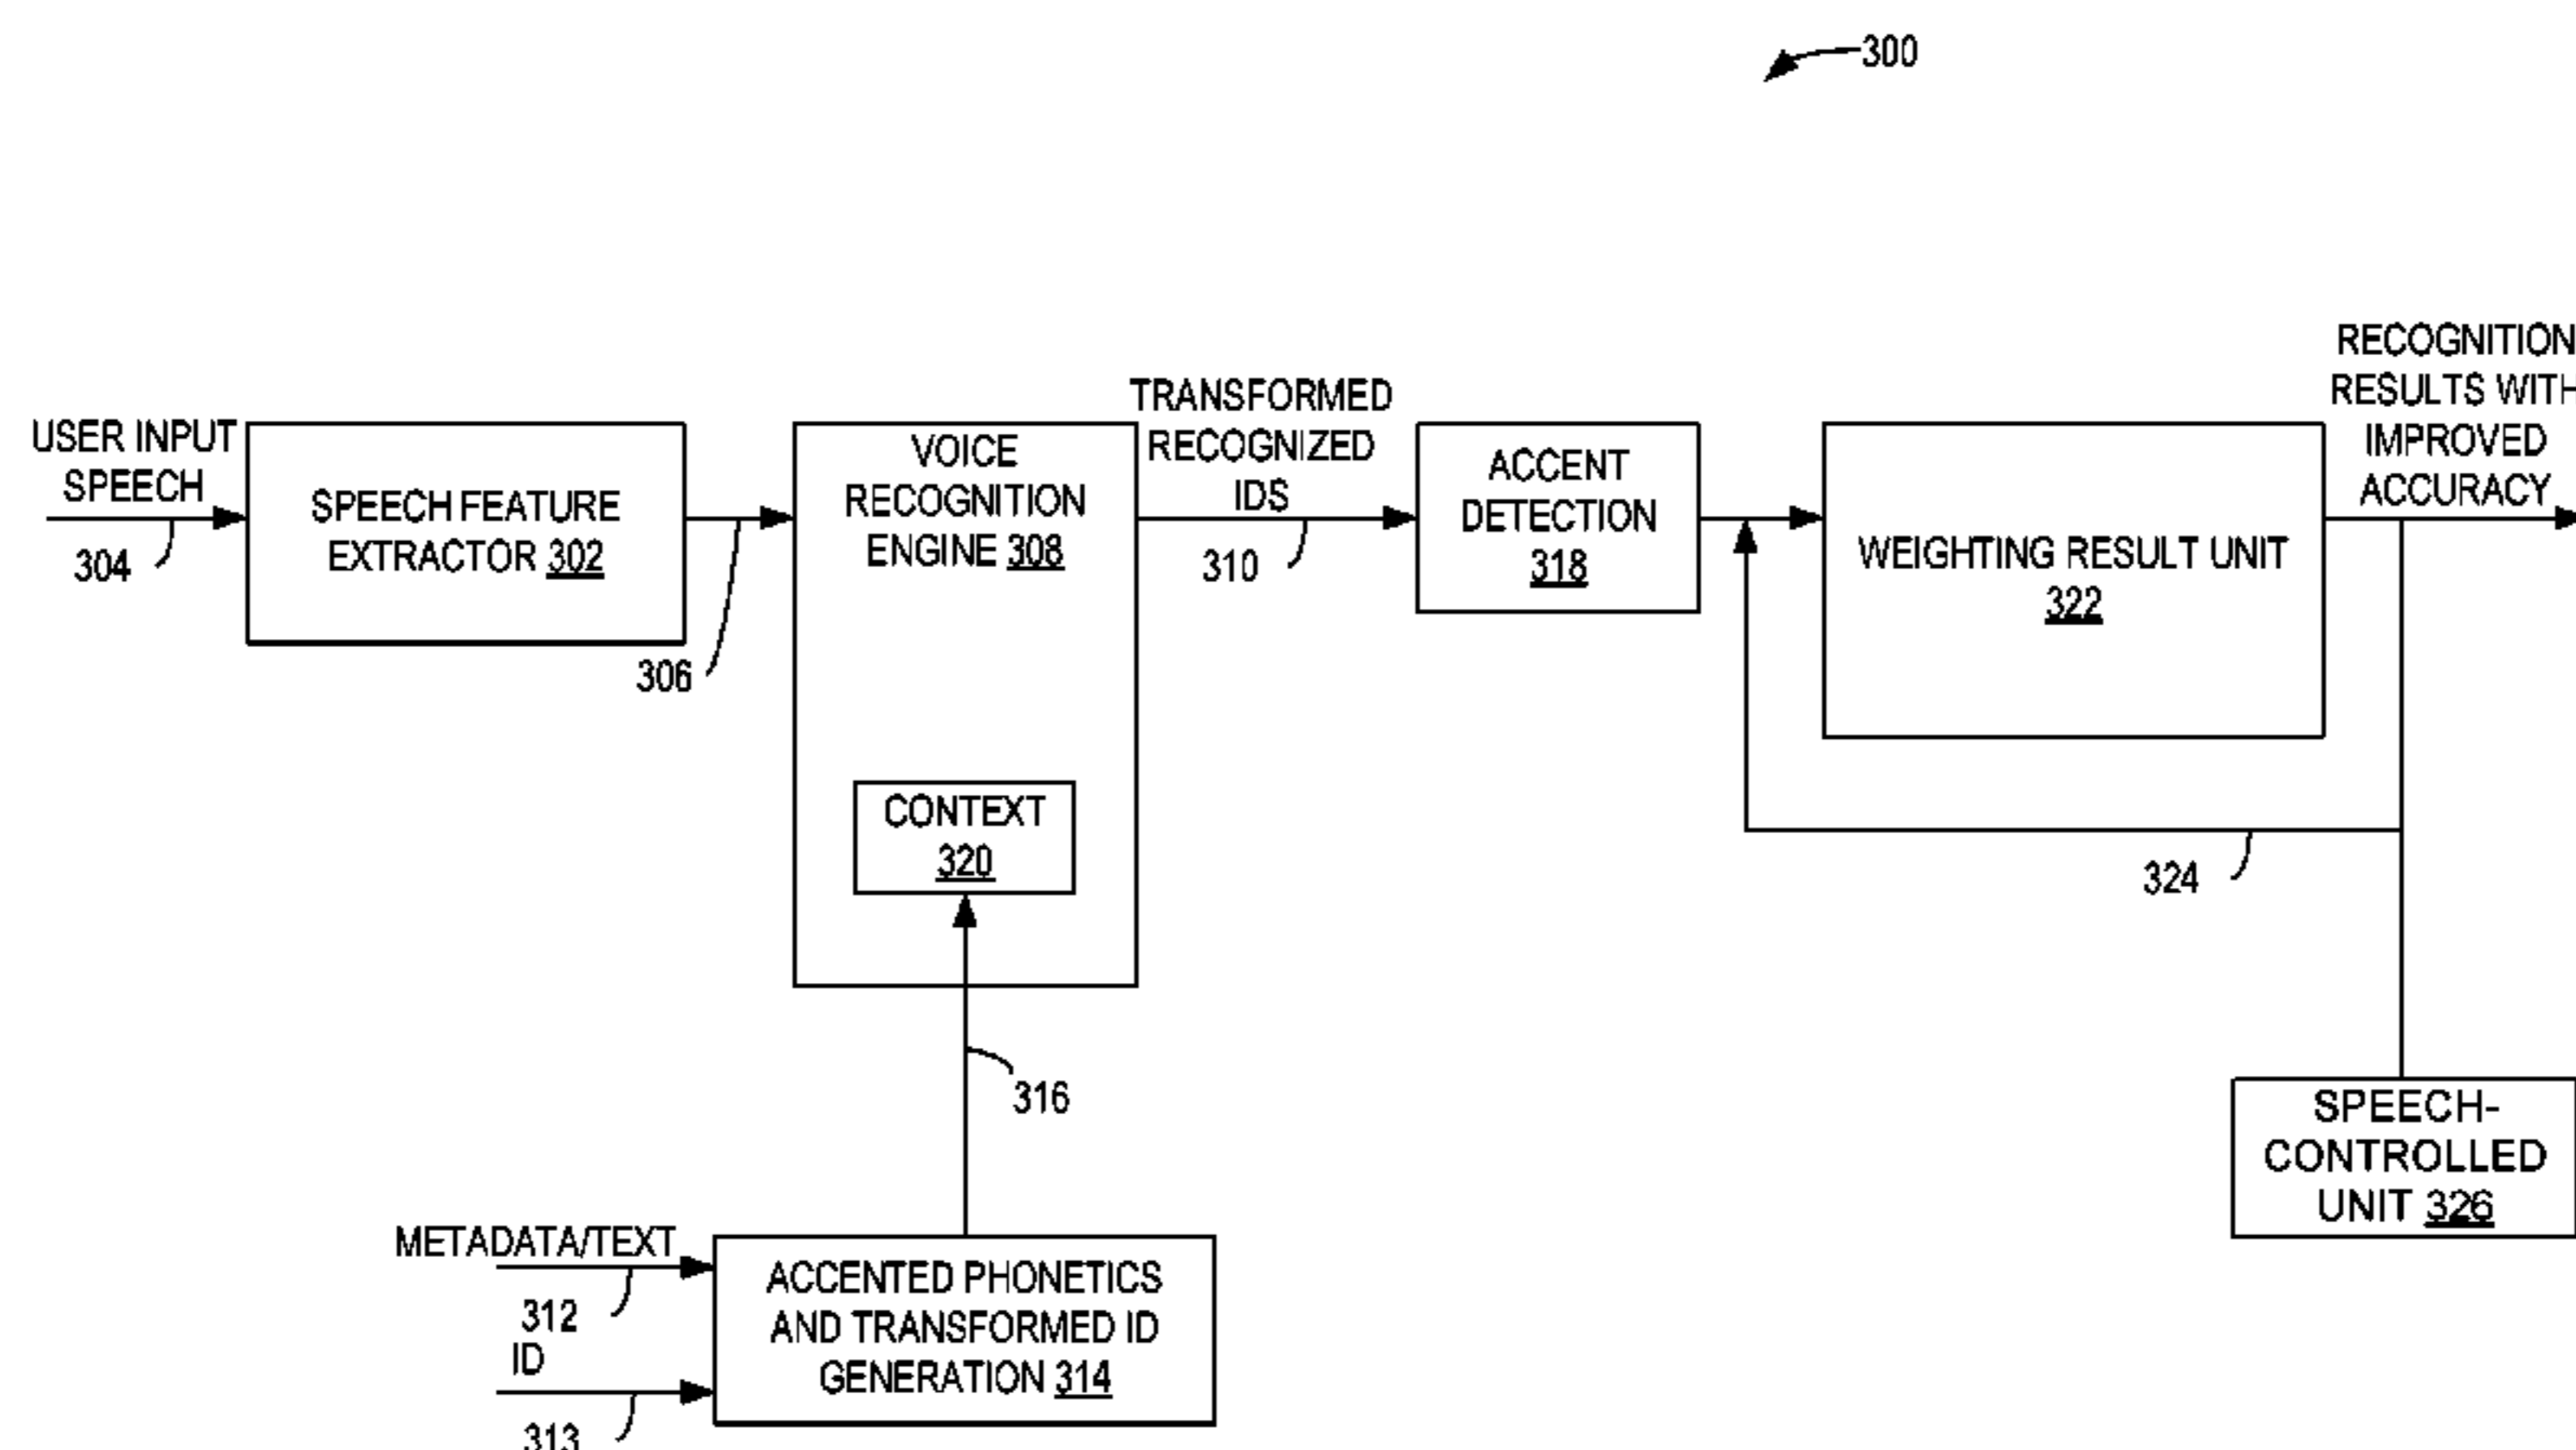 300
USER INPUT
SPEECH
304
SPEECH FEATURE
EXTRACTOR 302
306
VOICE
RECOGNITION
ENGINE 308
CONTEXT
320
TRANSFORMED
RECOGNIZED
IDS
310
ACCENT
DETECTION
318
WEIGHTING RESULT UNIT
322
RECOGNITION
RESULTS WITH
IMPROVED
ACCURACY
324
316
SPEECH-
CONTROLLED
UNIT 326
METADATA/TEXT
312
ID
313
ACCENTED PHONETICS
AND TRANSFORMED ID
GENERATION 314